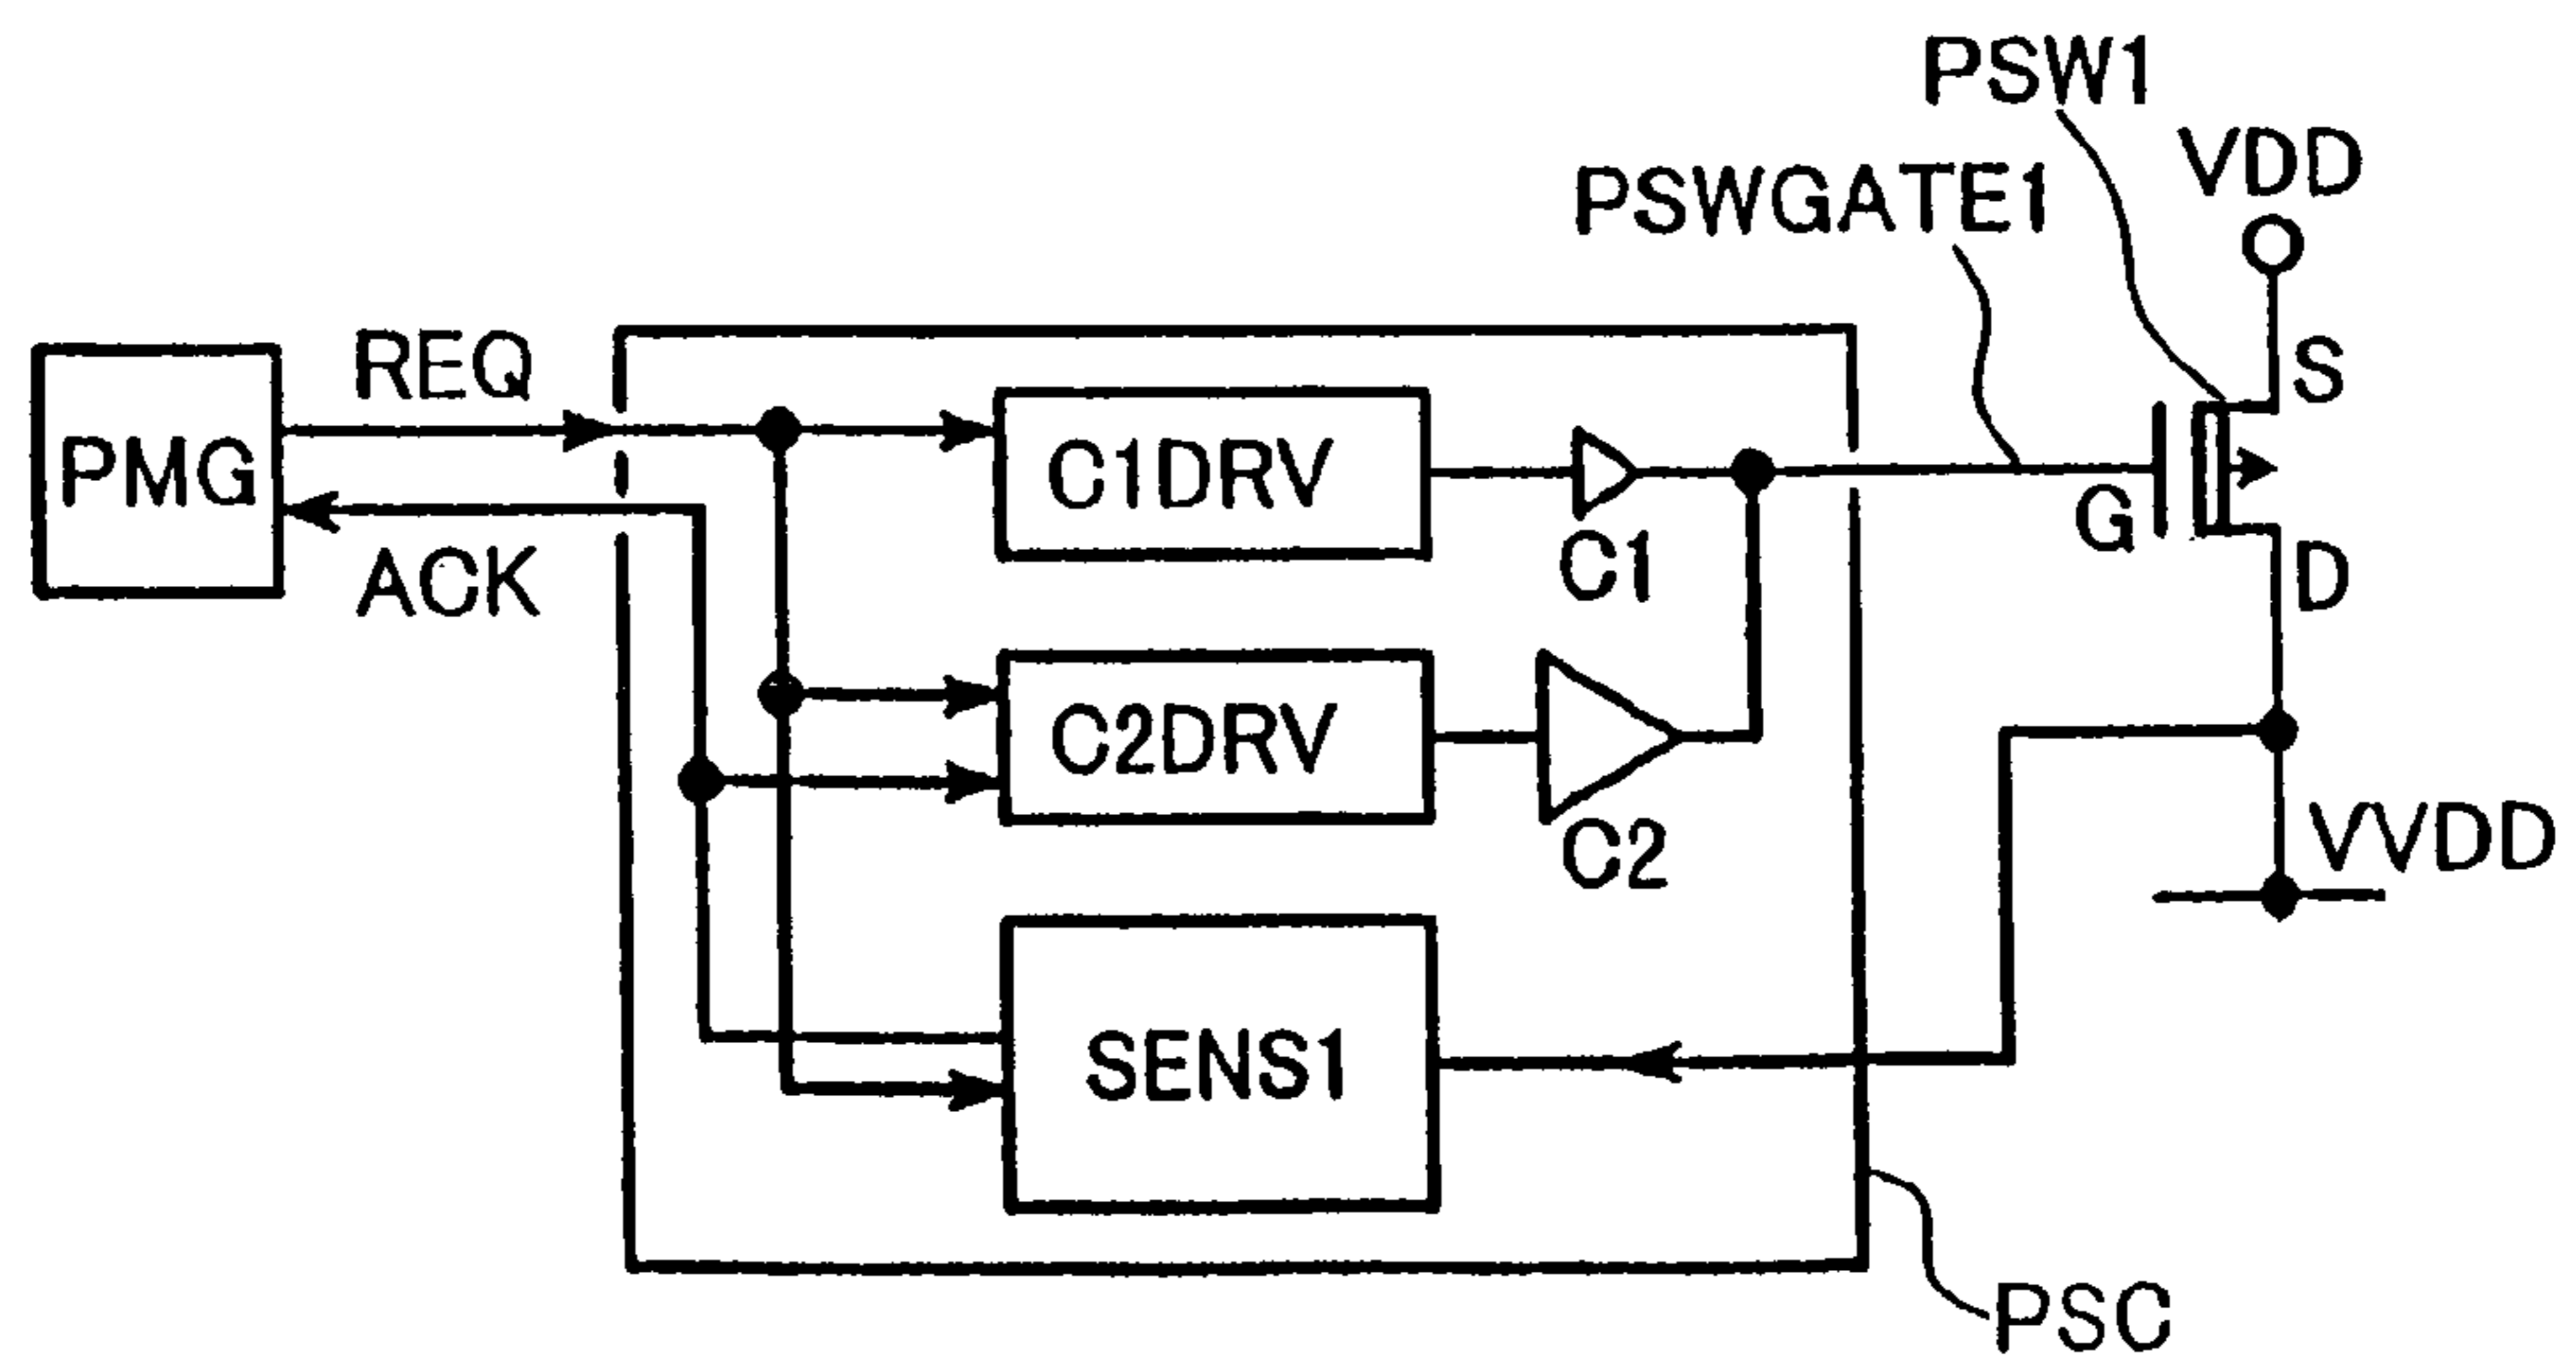 PSW1
VDD
PSWGATE1
REQ
S
PMG
C1DRV
G
ACK
C1
D
C2DRV
VVDD
C2
SENS1
PSC